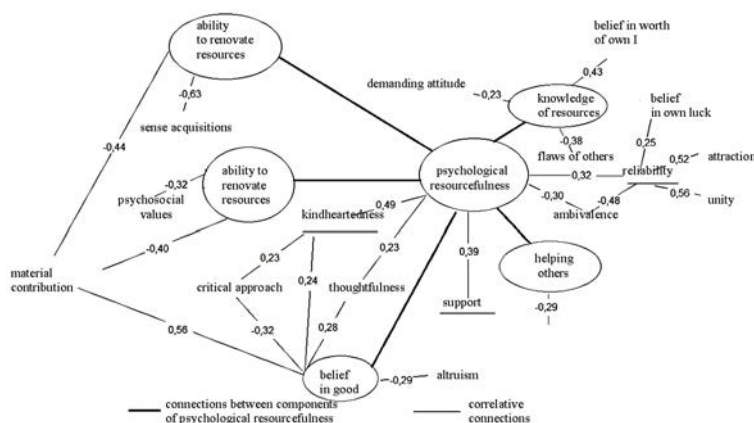 ability
to renovate
resources
belief in worth
of own I
0,43
demanding attitude
-0,23
knowledge
of resources
-0,63
sense acquisitions
-0,44
belief
in own luck
-0,38
flaws of others
0,25
0,52
attraction
psychological
resourcefulness
0,32
reliability
ability to
renovate
resources
-0,32
psychosocial
values
-0,30
ambivalence
-0,48
0,56
unity
0,49
kindheartedness
-0,40
0,23
0,23
0,39
helping
others
material
contribution
critical approach
0,24
thoughtfulness
support
-0,29
0,56
-0,32
0,28
belief
in good
-0,29
altruism
connections between components
of psychological resourcefulness
correlative
connections